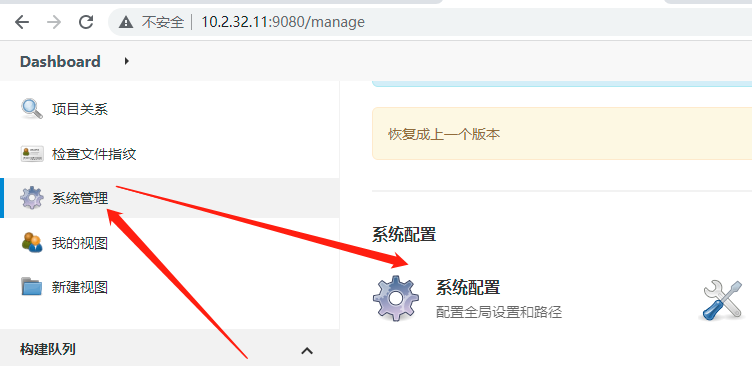 不安全 10.2.32.11:9080/manage
Dashboard
项目关系
检查文件指纹
系统管理
我的视图
新建视图
构建队列
恢复成上一个版本
系统配置
系统配置
配置全局设置和路径